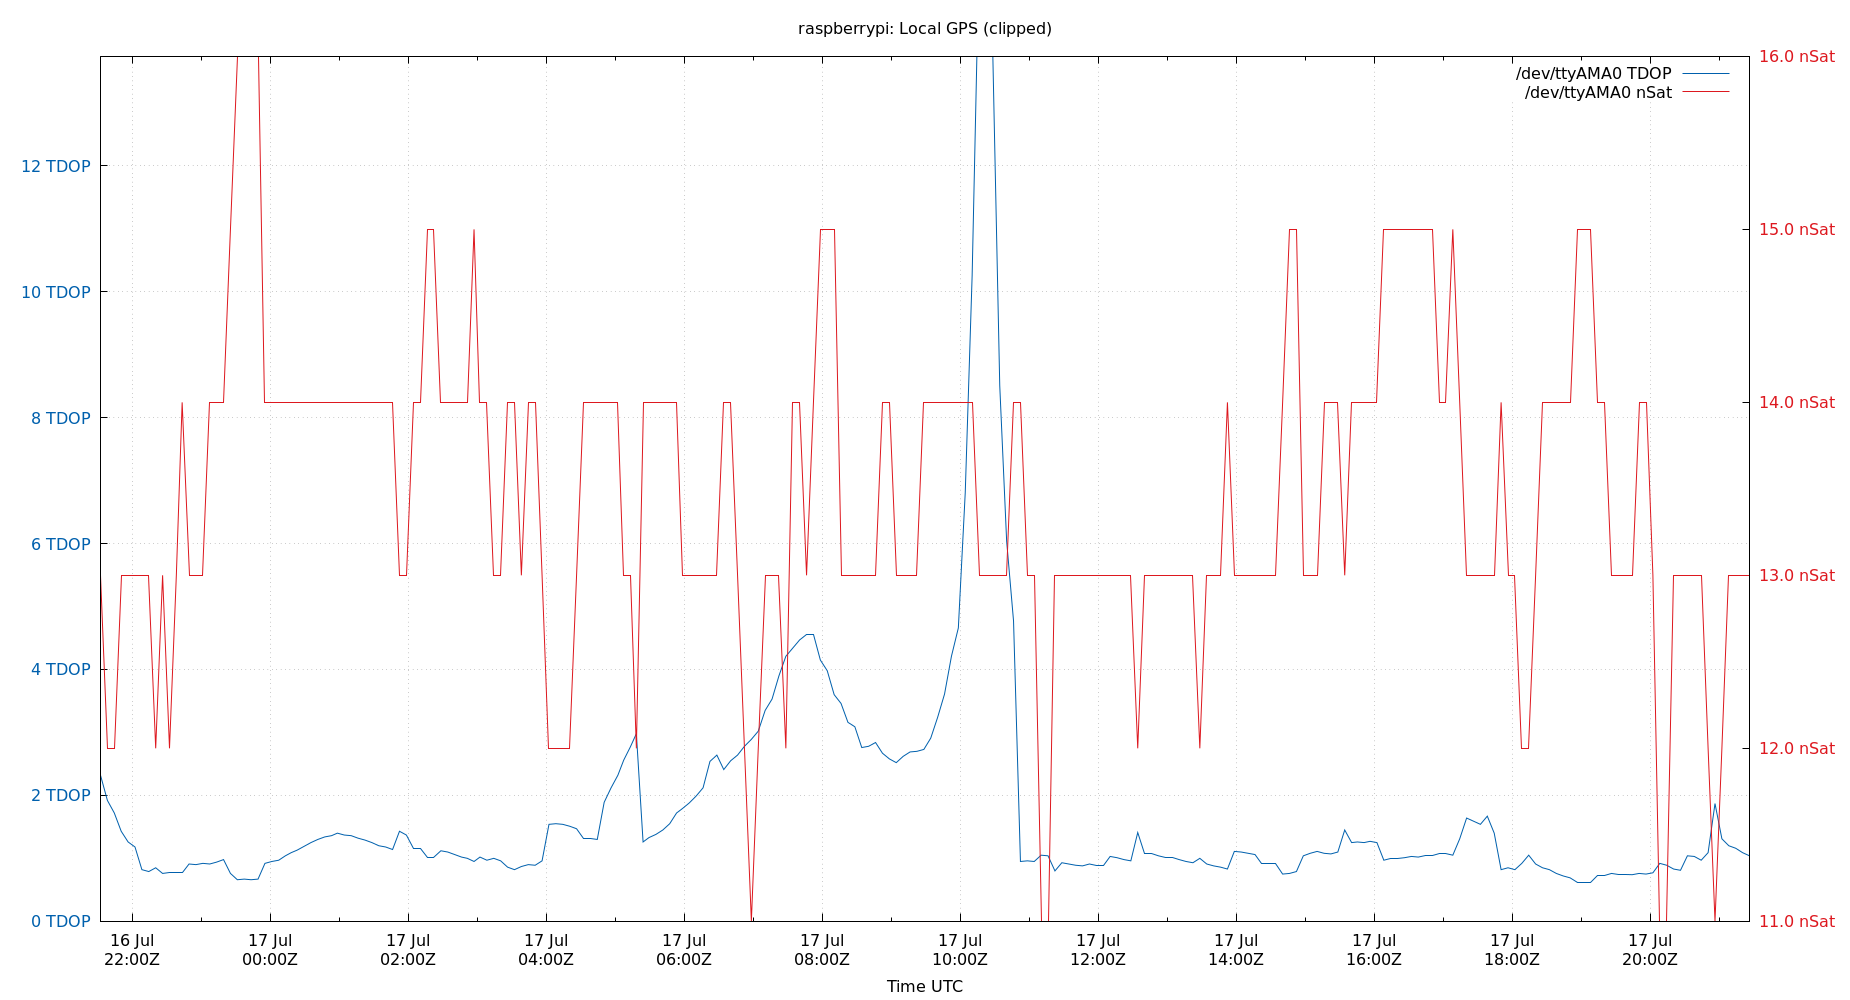 raspberrypi: Local GPS (clipped)
/dev/ttyAMA0 TDOP
/dev/ttyAMA0 nSat
12 TDOP
10 TDOP
8 TDOP
6 TDOP
4 TDOP
2 TDOP
0 TDOP
16.0 nSat
15.0 nSat
14.0 nSat
13.0 nSat
12.0 nSat
11.0 nSat
16 Jul
22:00Z
17 Jul
00:00Z
17 Jul
02:00Z
17 Jul
04:00Z
17 Jul
06:00Z
17 Jul
08:00Z
17 Jul
10:00Z
17 Jul
12:00Z
17 Jul
14:00Z
17 Jul
16:00Z
17 Jul
18:00Z
17 Jul
20:00Z
Time UTC